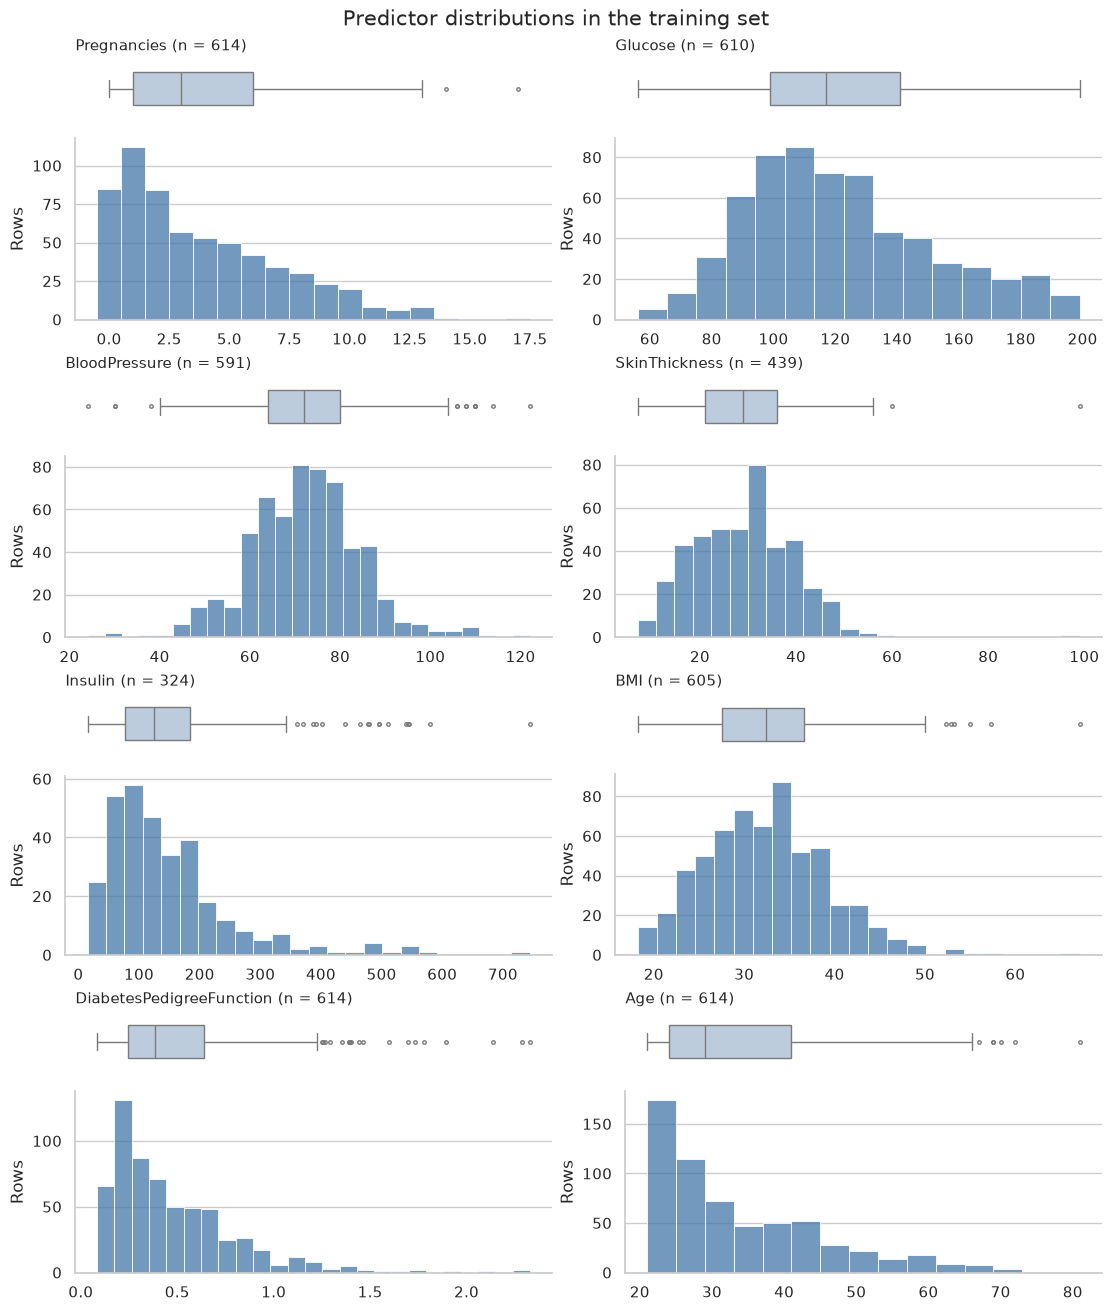 Predictor distributions in the training set
Pregnancies (n = 614)
Rows
100
75
50
25
0
0.0 2.5 5.0 7.5 10.0 12.5 15.0 17.5
Glucose (n = 610)
Rows
80
60
40
20
0
60 80 100 120 140 160 180 200
BloodPressure (n = 591)
Rows
80
60
40
20
0
20 40 60 80 100 120
SkinThickness (n = 439)
Rows
80
60
40
20
0
20 40 60 80 100
Insulin (n = 324)
Rows
60
40
20
0
0 100 200 300 400 500 600 700
BMI (n = 605)
Rows
80
60
40
20
0
20 30 40 50 60
DiabetesPedigreeFunction (n = 614)
Rows
100
50
0
0.0 0.5 1.0 1.5 2.0
Age (n = 614)
Rows
150
100
50
0
20 30 40 50 60 70 80